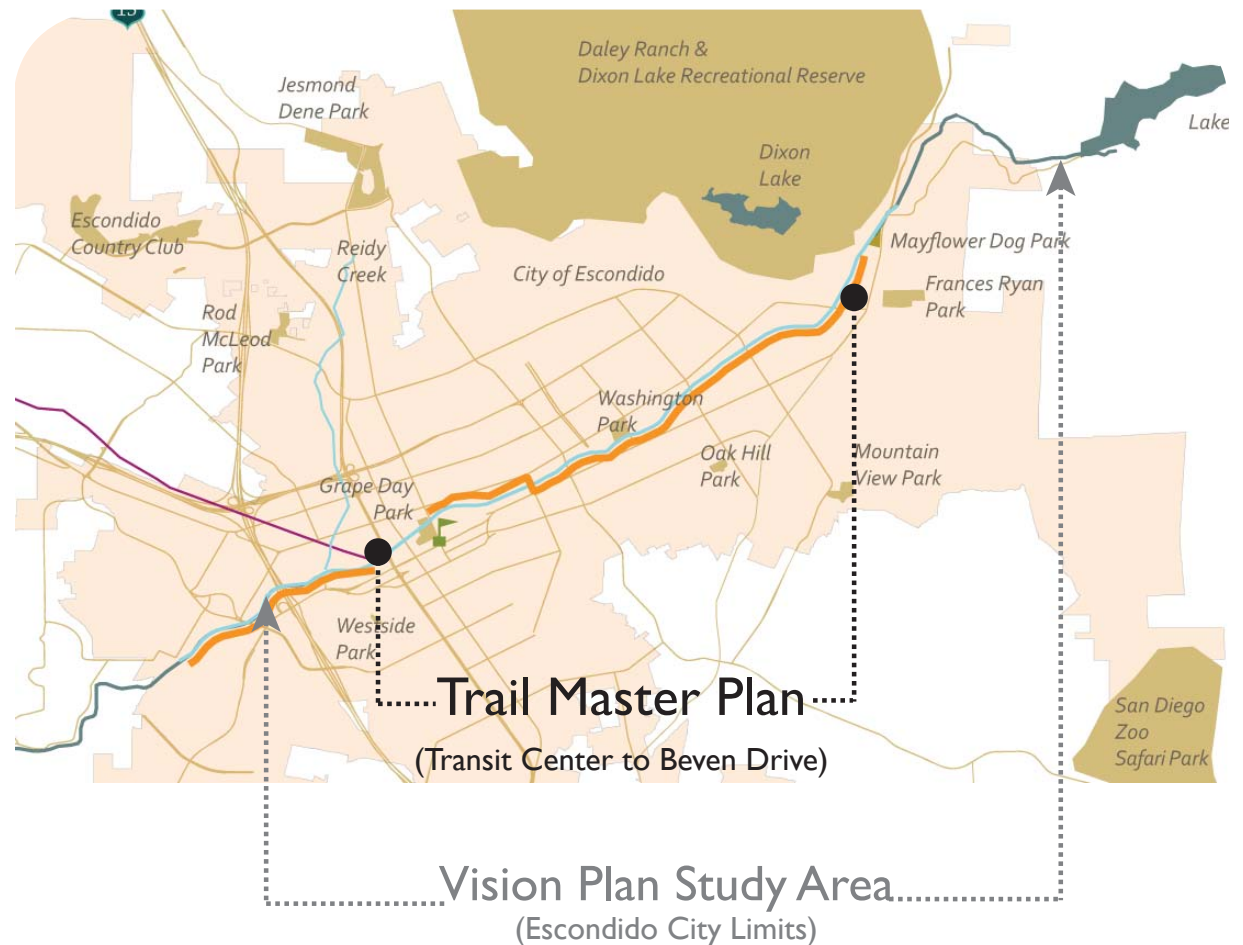 15
Daley Ranch &
Dixon Lake Recreational Reserve
Jesmond
Dene Park
Lake
Dixon
Lake
Escondido
Country Club
Reidy
Creek
Mayflower Dog Park
City of Escondido
Frances Ryan
Park
Rod
McLeod
Park
Washington
Park
Oak Hill
Park
Mountain
View Park
Grape Day
Park
Westside
Park
Trail Master Plan
(Transit Center to Beven Drive)
San Diego
Zoo
Safari Park
Vision Plan Study Area
(Escondido City Limits)